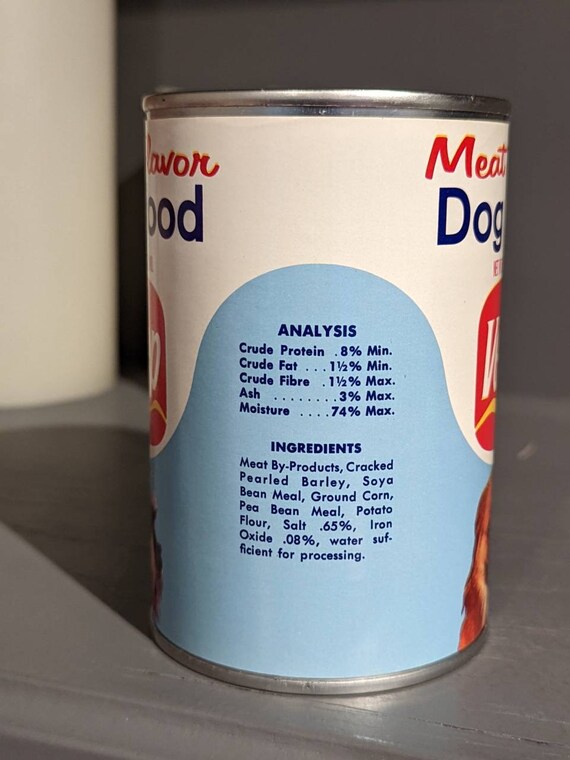 Meat
Dog
ANALYSIS
Crude Protein . 8% Min.
Crude Fat . . . 1½% Min.
Crude Fibre . 1½% Max.
Ash . . . . . . . . 3% Max.
Moisture . . . . 74% Max.
INGREDIENTS
Meat By-Products, Cracked
Pearled Barley, Soya
Bean Meal, Ground Corn,
Pea Bean Meal, Potato
Flour, Salt .65%, Iron
Oxide .08%, water suf-
ficient for processing.